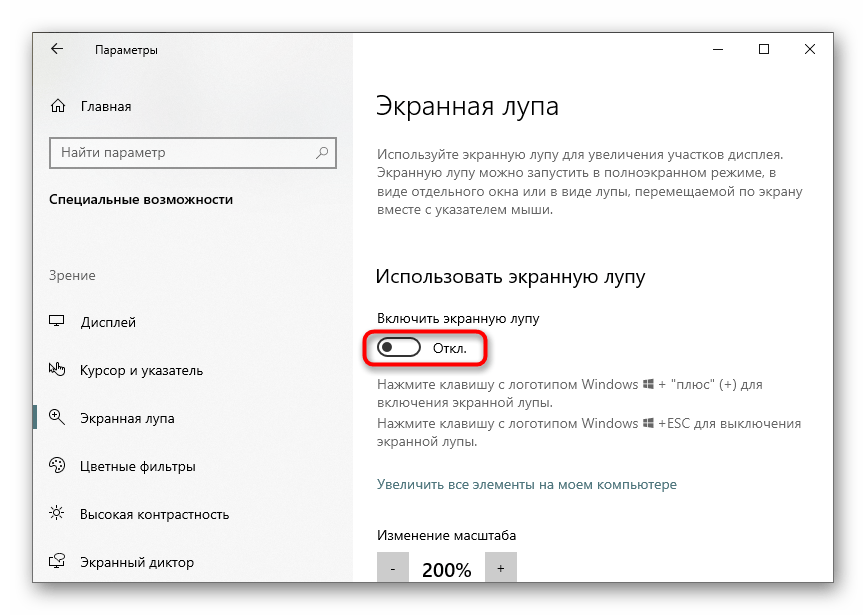 Параметры
Главная
Найти параметр
Специальные возможности
Зрение
Дисплей
Курсор и указатель
Экранная лупа
Цветные фильтры
Высокая контрастность
Экранный диктор
Экранная лупа
Используйте экранную лупу для увеличения участков дисплея.
Экранную лупу можно запустить в полноэкранном режиме, в
виде отдельного окна или в виде лупы, перемещаемой по экрану
вместе с указателем мыши.
Использовать экранную лупу
Включить экранную лупу
Откл.
Нажмите клавишу с логотипом Windows + "плюс" (+) для
включения экранной лупы.
Нажмите клавишу с логотипом Windows +ESC для выключения
экранной лупы.
Увеличить все элементы на моем компьютере
Изменение масштаба
- 200% +